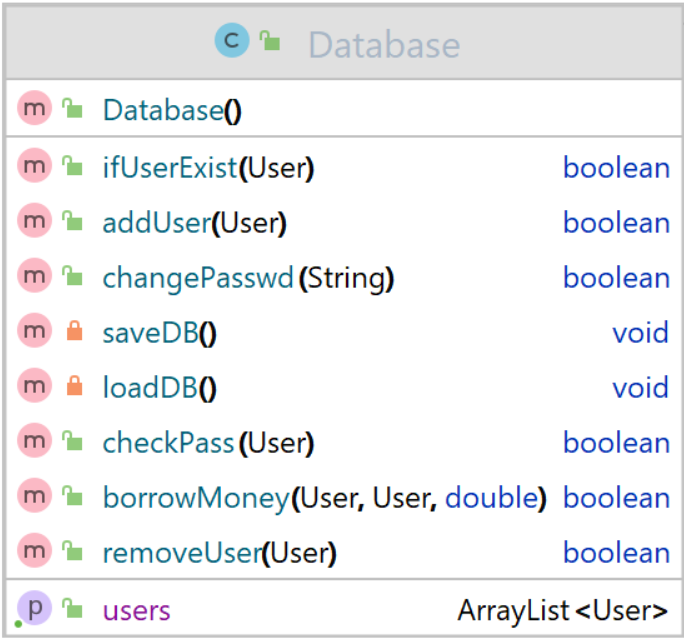 C Database
m Database()
m ifUserExist(User) boolean
m addUser(User) boolean
m changePasswd(String) boolean
m saveDB() void
m loadDB() void
m checkPass(User) boolean
m borrowMoney(User, User, double) boolean
m removeUser(User) boolean
p users ArrayList<User>